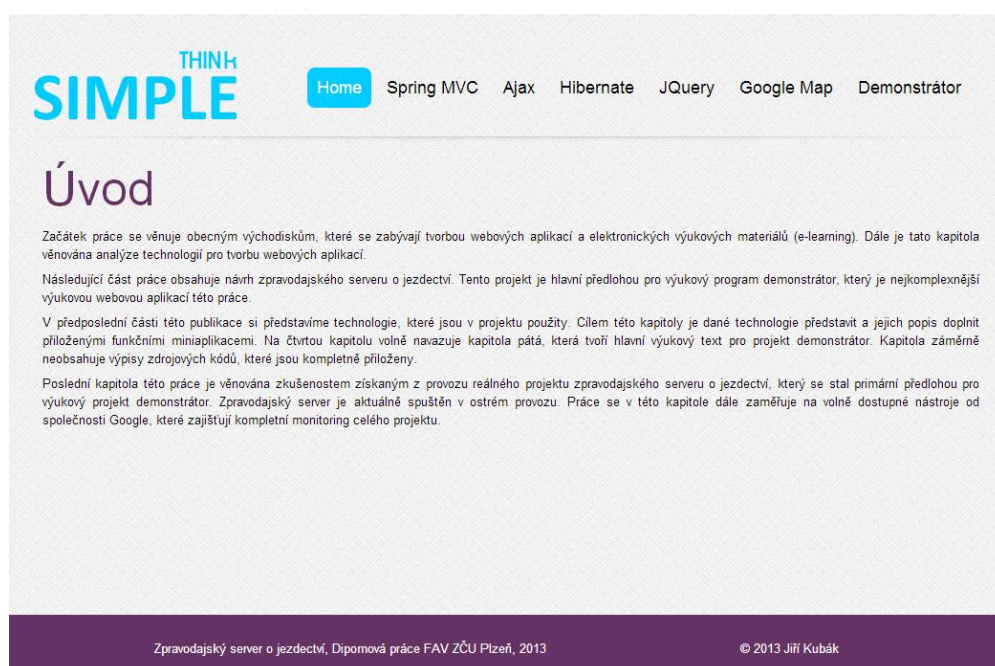 THINk
SIMPLE
Home Spring MVC Ajax Hibernate JQuery Google Map Demonstrátor
Úvod
Začátek práce se věnuje obecným východiskům, které se zabývají tvorbou webových aplikací a elektronických výukových materiálů (e-learning). Dále je tato kapitola
věnována analýze technologií pro tvorbu webových aplikací.
Následující část práce obsahuje návrh zpravodajského serveru o jezdectví. Tento projekt je hlavní předlohou pro výukový program demonstrátor, který je nejkomplexnější
výukovou webovou aplikací této práce.
V předposlední části této publikace si představíme technologie, které jsou v projektu použity. Cílem této kapitoly je dané technologie představit a jejich popis doplnit
přiloženými funkčními miniaplikacemi. Na čtvrtou kapitolu volně navazuje kapitola pátá, která tvoří hlavní výukový text pro projekt demonstrátor. Kapitola záměrně
neobsahuje výpisy zdrojových kódů, které jsou kompletně přiloženy.
Poslední kapitola této práce je věnována zkušenostem získaným z provozu reálného projektu zpravodajského serveru o jezdectví, který se stal primární předlohou pro
výukový projekt demonstrátor. Zpravodajský server je aktuálně spuštěn v ostrém provozu. Práce se v této kapitole dále zaměřuje na volně dostupné nástroje od
společnosti Google, které zajišťují kompletní monitoring celého projektu.
Zpravodajský server o jezdectví, Dipomová práce FAV ZČU Plzeň, 2013 © 2013 Jiří Kubák